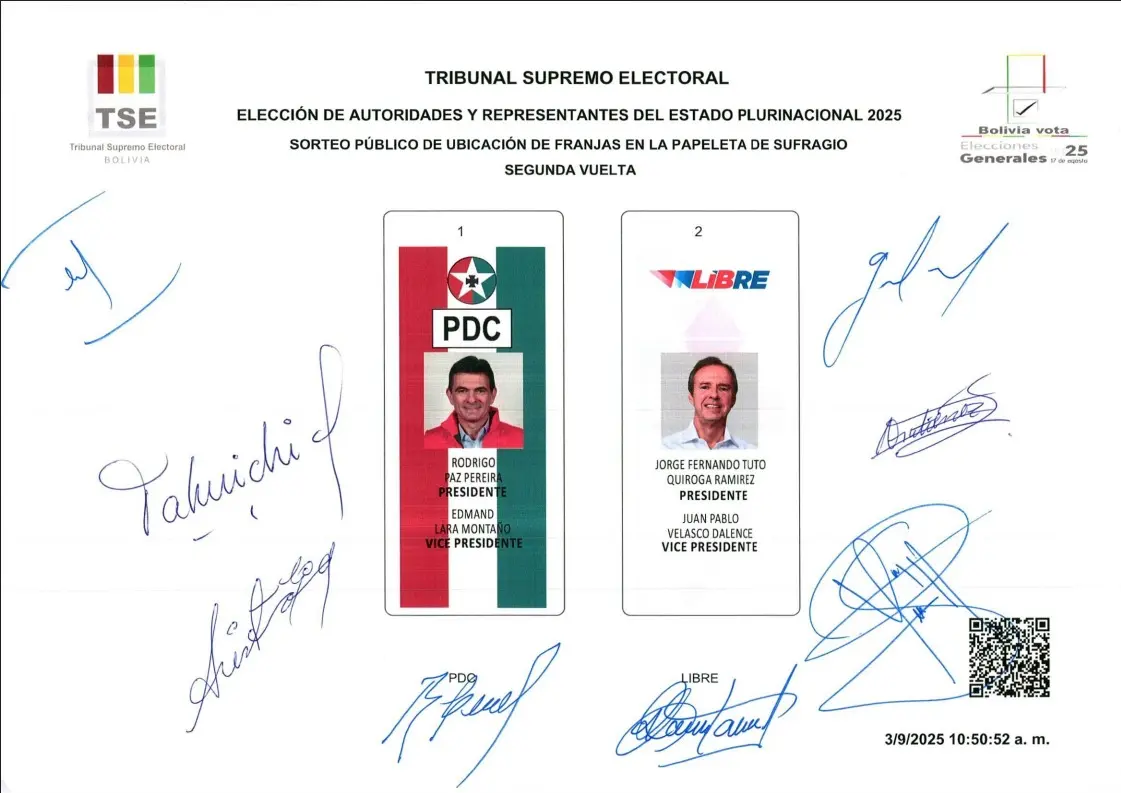 TSE
Tribunal Supremo Electoral
BOLIVIA
TRIBUNAL SUPREMO ELECTORAL
ELECCIÓN DE AUTORIDADES Y REPRESENTANTES DEL ESTADO PLURINACIONAL 2025
SORTEO PÚBLICO DE UBICACIÓN DE FRANJAS EN LA PAPELETA DE SUFRAGIO
SEGUNDA VUELTA
Bolivia vota
Elecciones
Generales 2025
17 de agosto
1
PDC
RODRIGO
PAZ PEREIRA
PRESIDENTE
EDMAND
LARA MONTAÑO
VICE PRESIDENTE
2
LiBRE
JORGE FERNANDO TUTO
QUIROGA RAMIREZ
PRESIDENTE
JUAN PABLO
VELASCO DALENCE
VICE PRESIDENTE
PDC
LIBRE
3/9/2025 10:50:52 a. m.